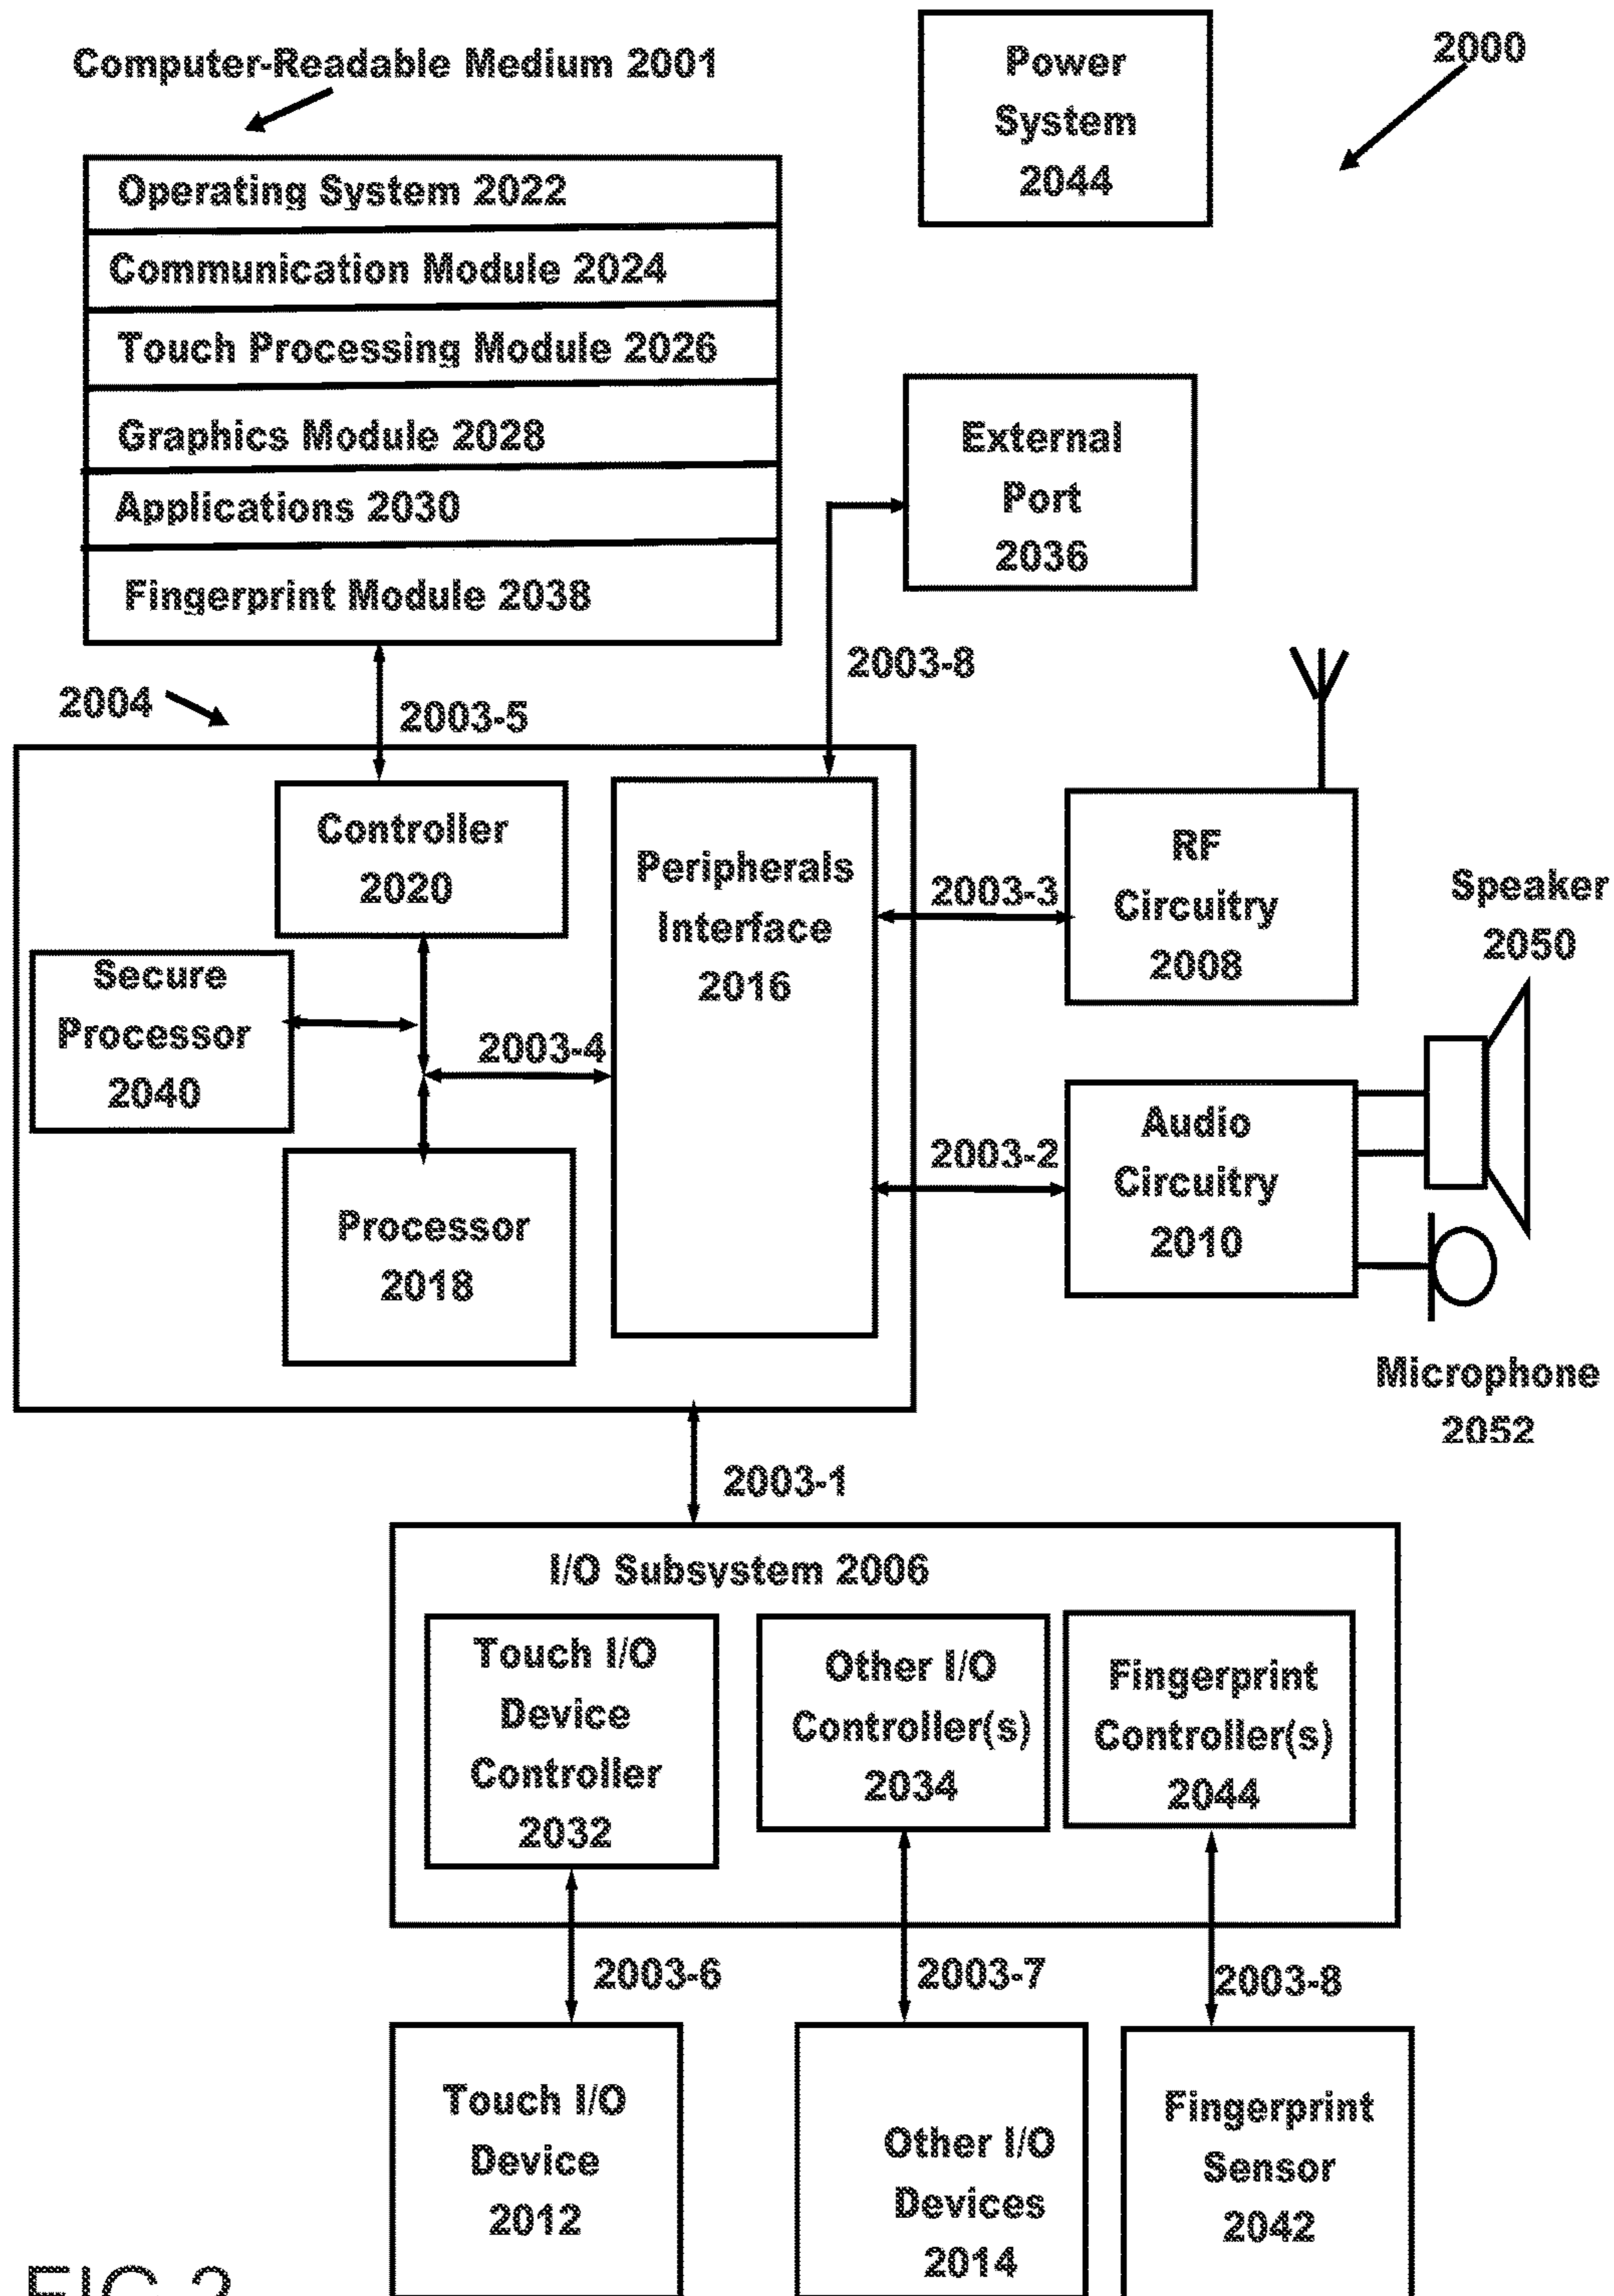 Computer-Readable Medium 2001
Power
System
2044
2000
Operating System 2022
Communication Module 2024
Touch Processing Module 2026
Graphics Module 2028
Applications 2030
Fingerprint Module 2038
External
Port
2036
2003-8
2004
2003-5
Controller
2020
Peripherals
Interface
2016
Secure
Processor
2040
2003-4
Processor
2018
2003-3
RF
Circuitry
2008
Speaker
2050
2003-2
Audio
Circuitry
2010
Microphone
2052
2003-1
I/O Subsystem 2006
Touch I/O
Device
Controller
2032
Other I/O
Controller(s)
2034
Fingerprint
Controller(s)
2044
2003-6
2003-7
2003-8
Touch I/O
Device
2012
Other I/O
Devices
2014
Fingerprint
Sensor
2042
FIG. 2